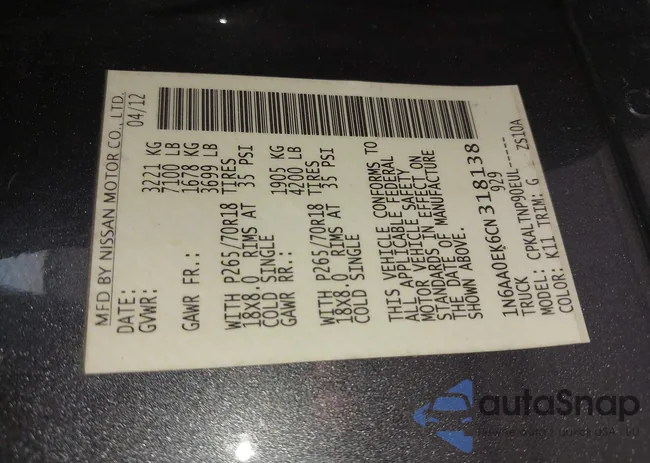 MFD BY NISSAN MOTOR CO., LTD.
DATE: 04/12
GVWR: 3221 KG
7100 LB
GAWR FR.: 1678 KG
3699 LB
WITH P265/70R18 TIRES
18X8.0 RIMS AT 35 PSI
COLD SINGLE
GAWR RR.: 1905 KG
4200 LB
WITH P265/70R18 TIRES
18X8.0 RIMS AT 35 PSI
COLD SINGLE
THIS VEHICLE CONFORMS TO
ALL APPLICABLE FEDERAL
MOTOR VEHICLE SAFETY
STANDARDS IN EFFECT ON
THE DATE OF MANUFACTURE
SHOWN ABOVE.
1N6AA0EK6CN318138
TRUCK 929
MODEL: CPKALTNP90EUL-----
COLOR: K11 TRIM: G ZS10A
autaSnap